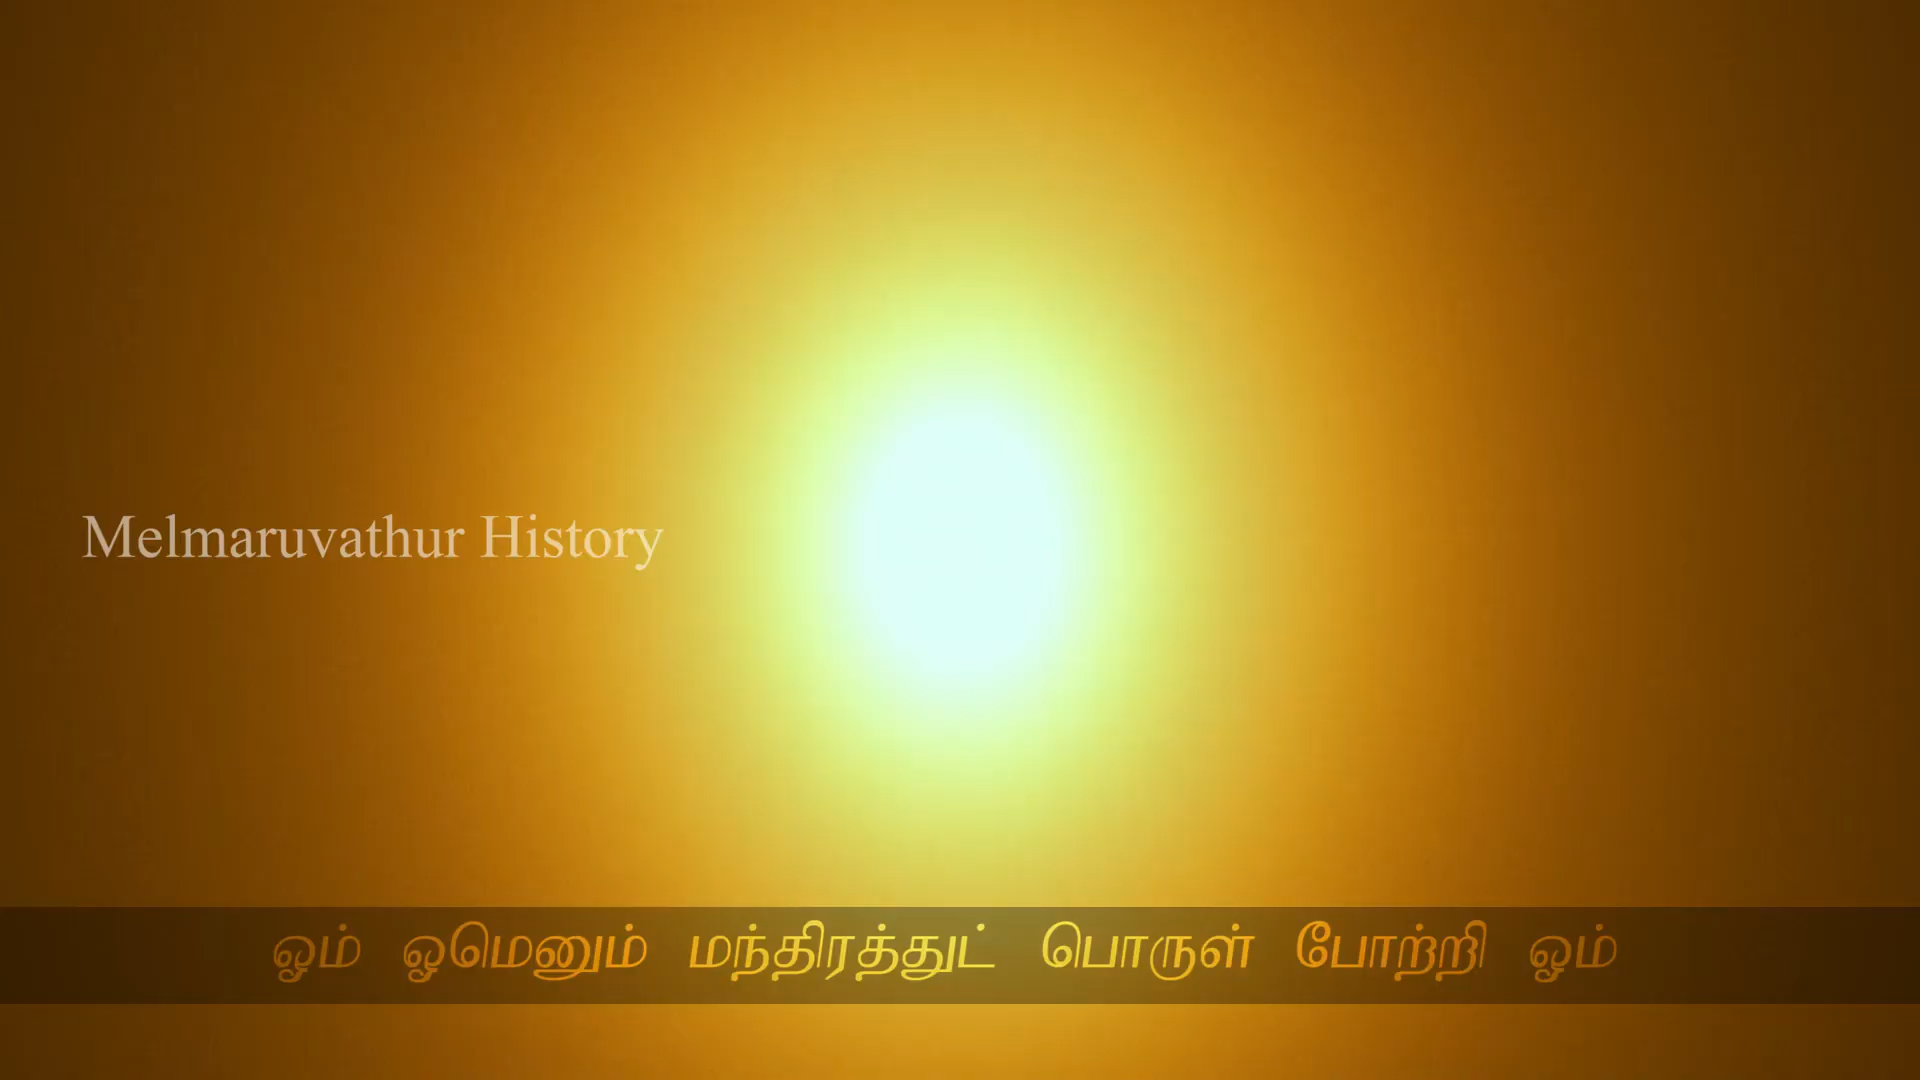 Melmaruvathur History
ஓம் ஓமெனும் மந்திரத்துட் பொருள் போற்றி ஓம்